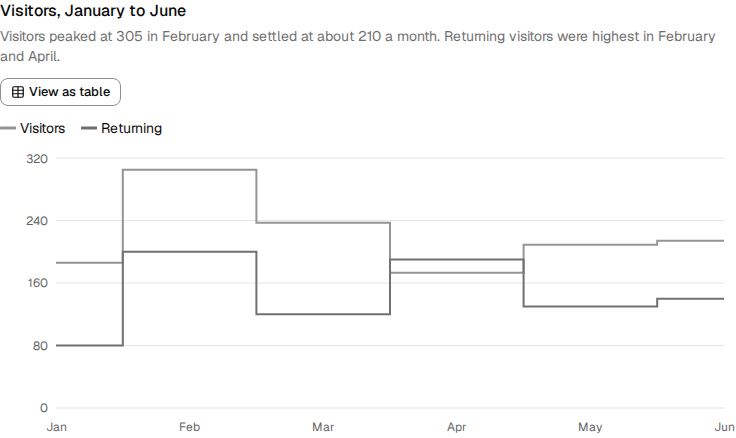 Visitors, January to June
Visitors peaked at 305 in February and settled at about 210 a month. Returning visitors were highest in February
and April.
View as table
Visitors Returning
320
240
160
80
0
Jan Feb Mar Apr May Jun